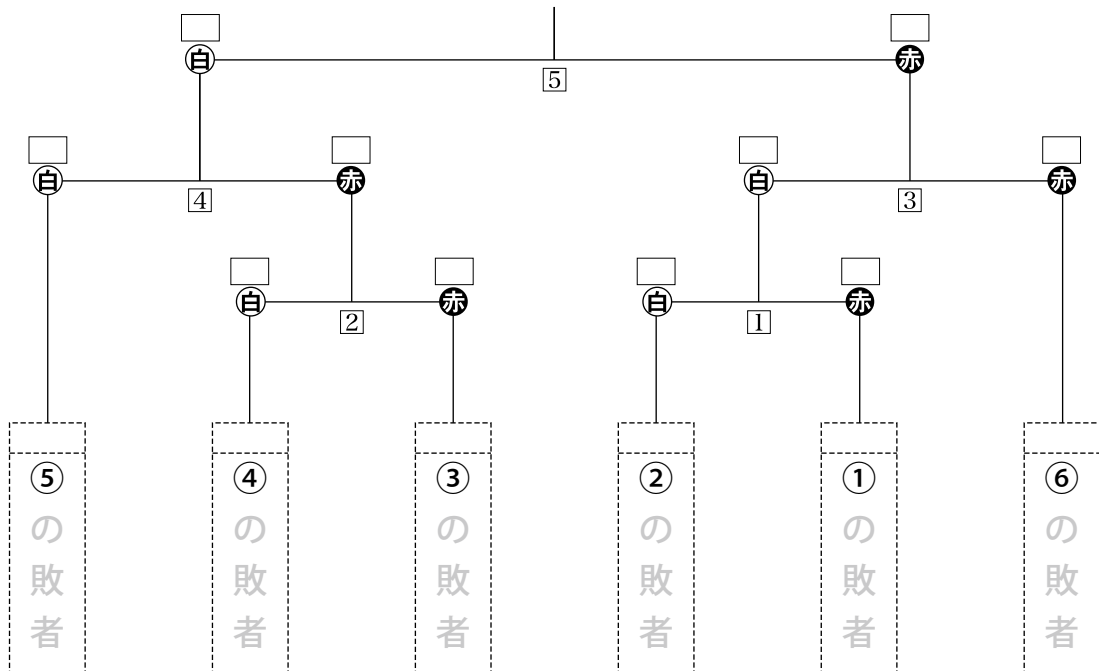 白 赤
5
白 赤 白 赤
4 3
白 赤 白 赤
2 1
⑤の敗者
④の敗者
③の敗者
②の敗者
①の敗者
⑥の敗者